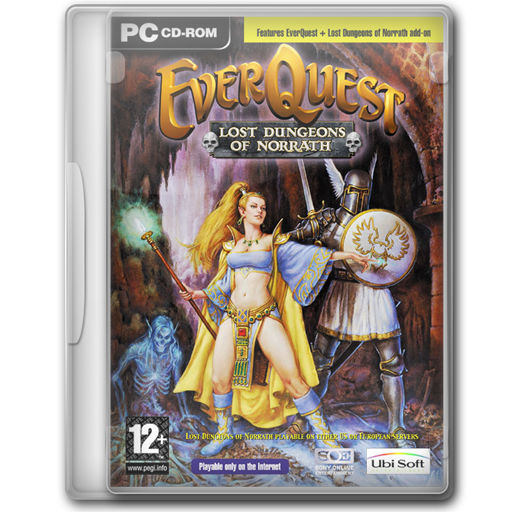 PC CD-ROM
Features EverQuest + Lost Dungeons of Norrath add-on
EVERQUEST
LOST DUNGEONS
OF NORRATH
LOST DUNGEONS OF NORRATH PLAYABLE ON EITHER US OR EUROPEAN SERVERS
12+
www.pegi.info
Playable only on the Internet
SOE
SONY ONLINE
ENTERTAINMENT
Ubi Soft